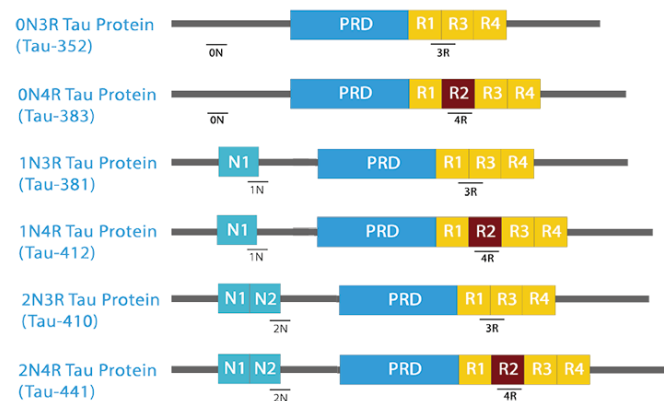 0N3R Tau Protein
(Tau-352)
PRD R1 R3 R4
0N 3R
0N4R Tau Protein
(Tau-383)
PRD R1 R2 R3 R4
0N 4R
1N3R Tau Protein
(Tau-381)
N1 PRD R1 R3 R4
1N 3R
1N4R Tau Protein
(Tau-412)
N1 PRD R1 R2 R3 R4
1N 4R
2N3R Tau Protein
(Tau-410)
N1 N2 PRD R1 R3 R4
2N 3R
2N4R Tau Protein
(Tau-441)
N1 N2 PRD R1 R2 R3 R4
2N 4R